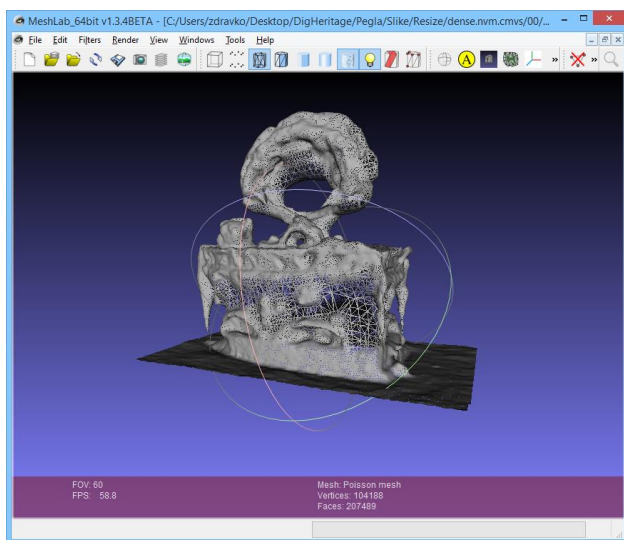 MeshLab_64bit v1.3.4BETA - [C:/Users/zdravko/Desktop/DigHeritage/Pegla/Slike/Resize/dense.nvm.cmvs/00/...
File Edit Filters Render View Windows Tools Help
A
FOV: 60
FPS: 58.8
Mesh: Poisson mesh
Vertices: 104188
Faces: 207489